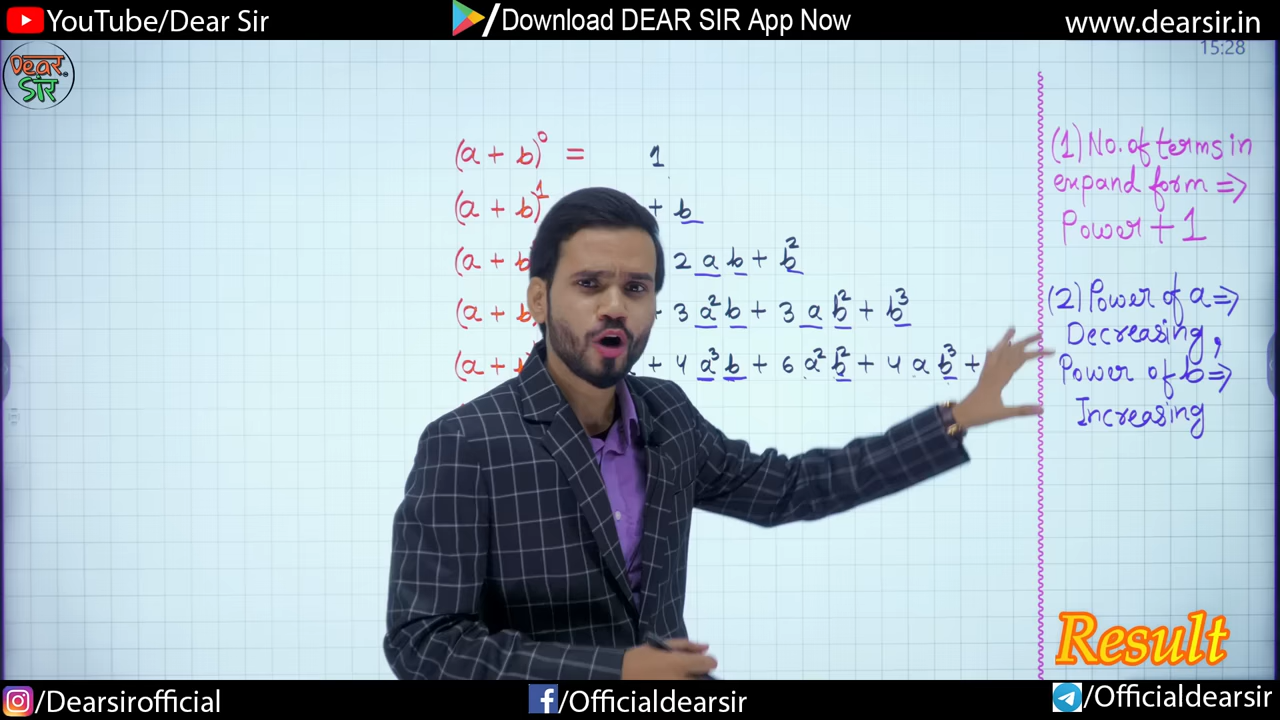 YouTube/Dear Sir
Download DEAR SIR App Now
www.dearsir.in
15:28
Dear
Sir
(a + b)⁰ = 1
(a + b)¹ + b
(a + b 2 a b + b²
(a + b 3 a² b + 3 a b² + b³
(a + b + 4 a³ b + 6 a² b² + 4 a b³ +
(1) No. of terms in
expand form ⇒
Power + 1
(2) Power of a ⇒
Decreasing,
Power of b ⇒
Increasing
Result
/Dearsirofficial
/Officialdearsir
/Officialdearsir